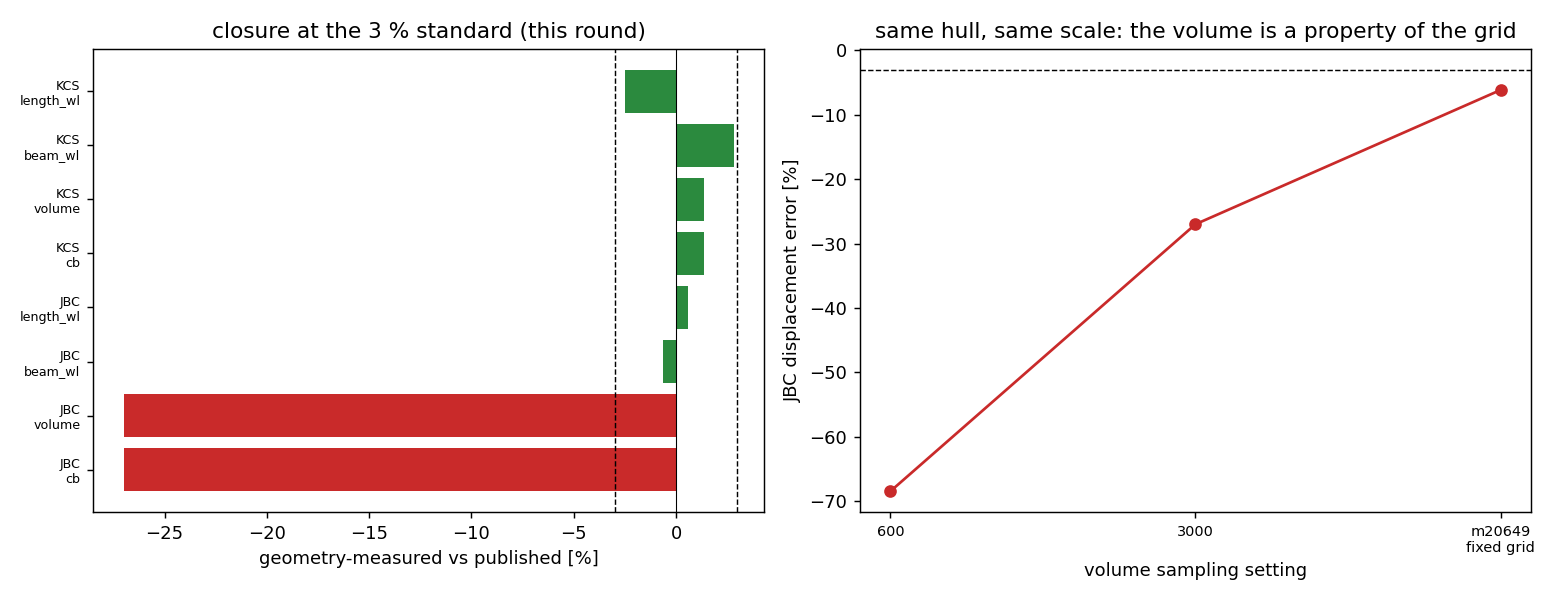 closure at the 3 % standard (this round)
KCS
length_wl
KCS
beam_wl
KCS
volume
KCS
cb
JBC
length_wl
JBC
beam_wl
JBC
volume
JBC
cb
−25
−20
−15
−10
−5
0
geometry-measured vs published [%]
same hull, same scale: the volume is a property of the grid
JBC displacement error [%]
0
−10
−20
−30
−40
−50
−60
−70
600
3000
m20649
fixed grid
volume sampling setting